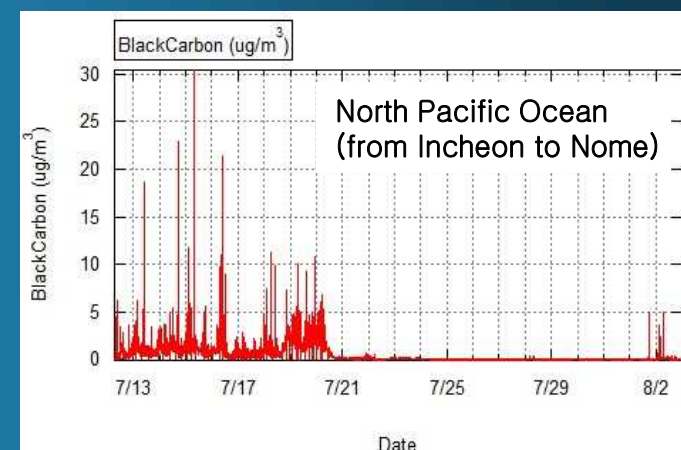 BlackCarbon (ug/m³)
30
25
20
15
10
5
0
BlackCarbon (ug/m³)
North Pacific Ocean
(from Incheon to Nome)
7/13 7/17 7/21 7/25 7/29 8/2
Date